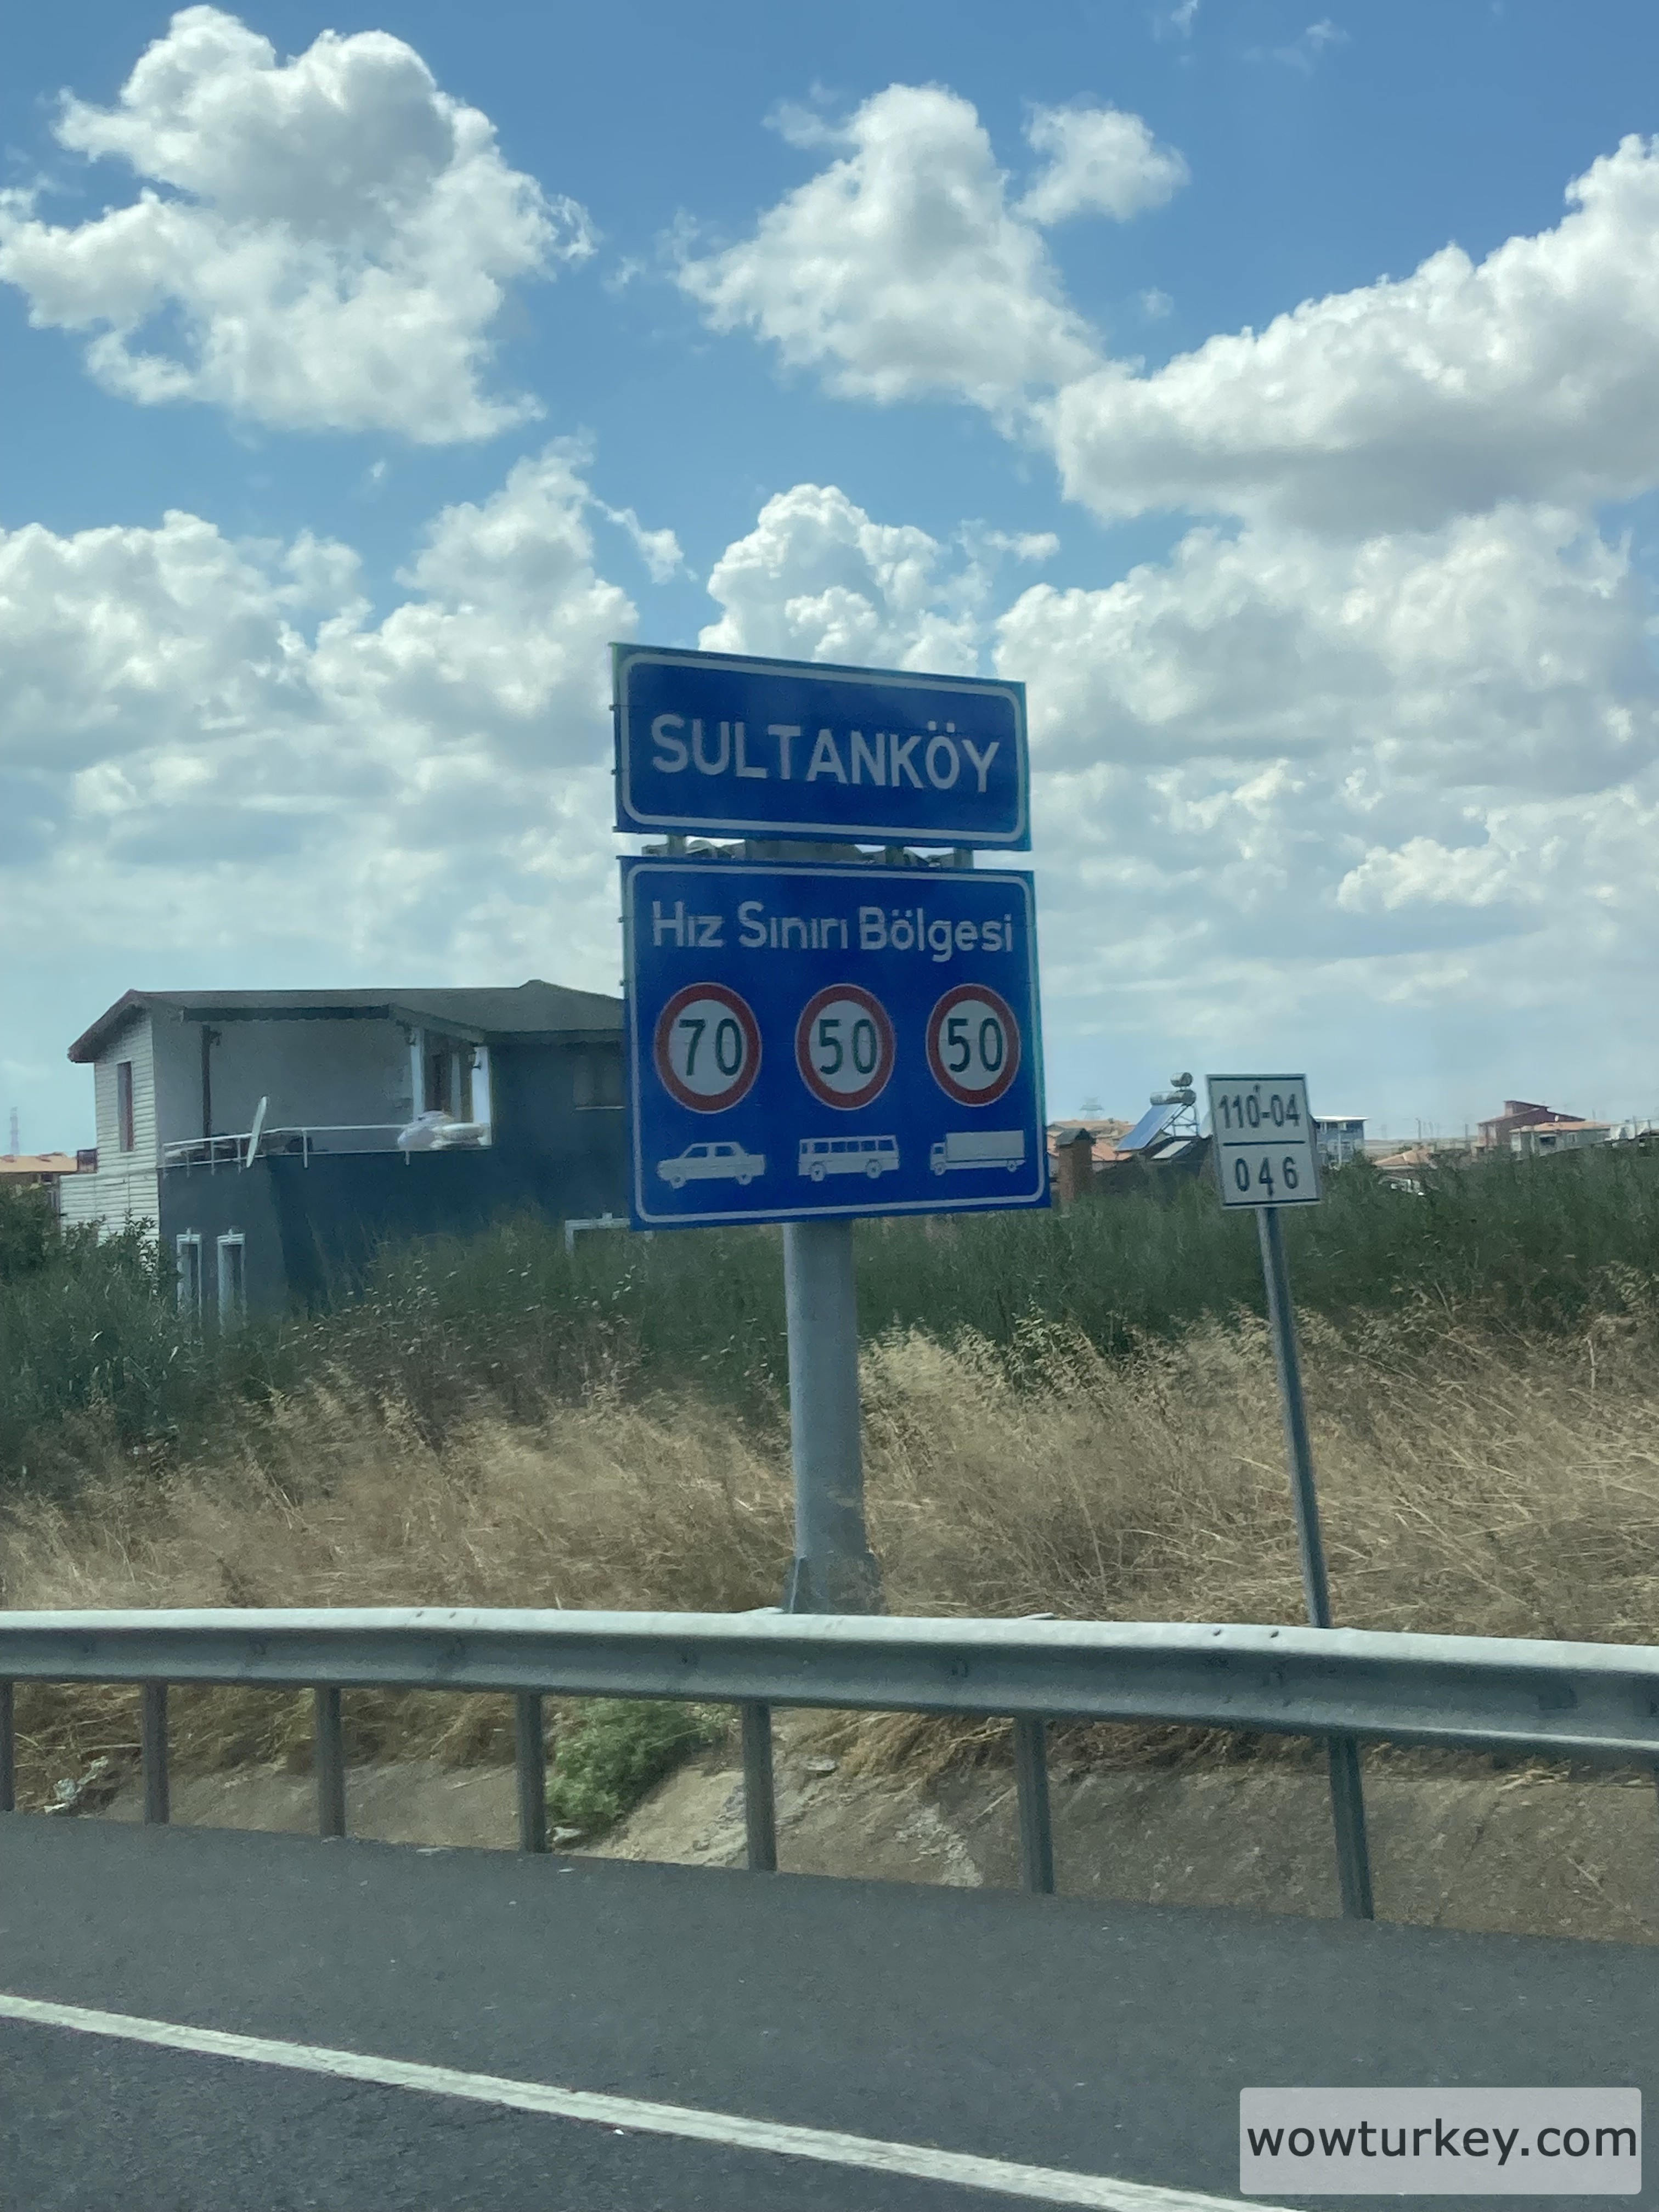 SULTANKÖY
Hız Sınırı Bölgesi
70 50 50
110-04
046
wowturkey.com